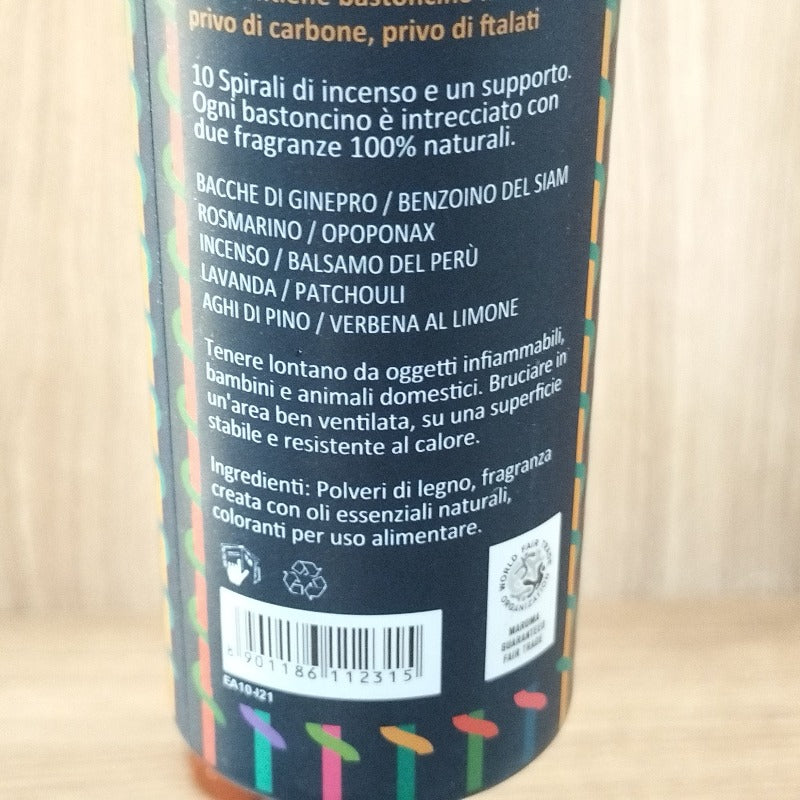 bastoncino
privo di carbone, privo di ftalati
10 Spirali di incenso e un supporto.
Ogni bastoncino è intrecciato con
due fragranze 100% naturali.
BACCHE DI GINEPRO / BENZOINO DEL SIAM
ROSMARINO / OPOPONAX
INCENSO / BALSAMO DEL PERÙ
LAVANDA / PATCHOULI
AGHI DI PINO / VERBENA AL LIMONE
Tenere lontano da oggetti infiammabili,
bambini e animali domestici. Bruciare in
un'area ben ventilata, su una superficie
stabile e resistente al calore.
Ingredienti: Polveri di legno, fragranza
creata con oli essenziali naturali,
coloranti per uso alimentare.
WORLD FAIR TRADE ORGANIZATION
MAROMA
GUARANTEED
FAIR TRADE
8 901186 112315
EA10-I21